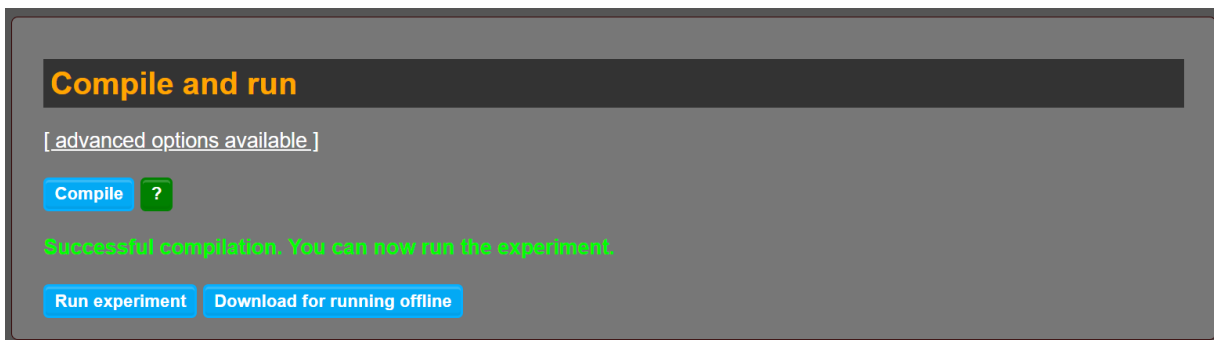 Compile and run
[ advanced options available ]
Compile ?
Successful compilation. You can now run the experiment.
Run experiment Download for running offline